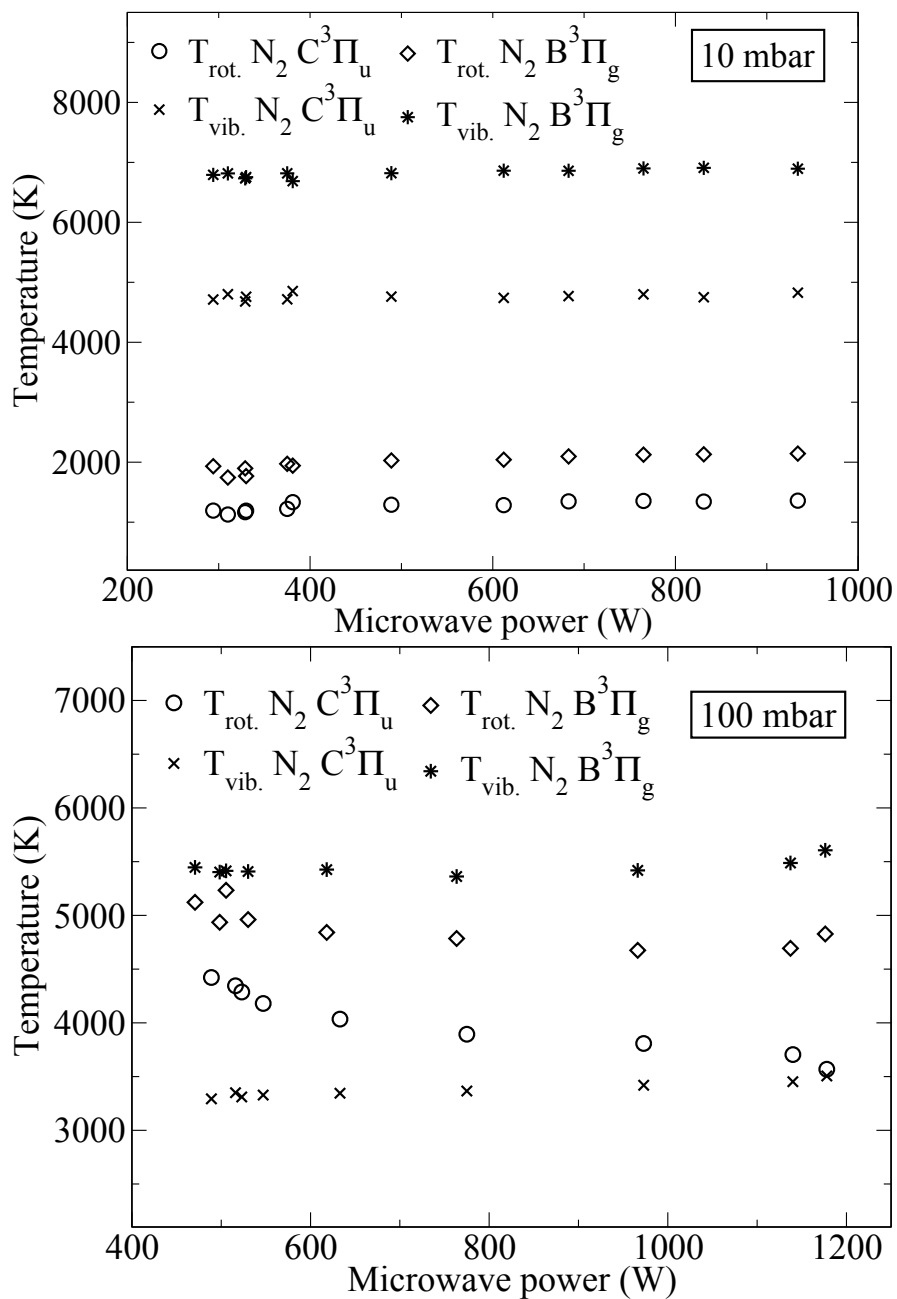 T_rot. N_2 C^3Π_u T_rot. N_2 B^3Π_g 10 mbar
T_vib. N_2 C^3Π_u T_vib. N_2 B^3Π_g
8000
6000
4000
2000
Temperature (K)
200 400 600 800 1000
Microwave power (W)
T_rot. N_2 C^3Π_u T_rot. N_2 B^3Π_g 100 mbar
T_vib. N_2 C^3Π_u T_vib. N_2 B^3Π_g
7000
6000
5000
4000
3000
Temperature (K)
400 600 800 1000 1200
Microwave power (W)